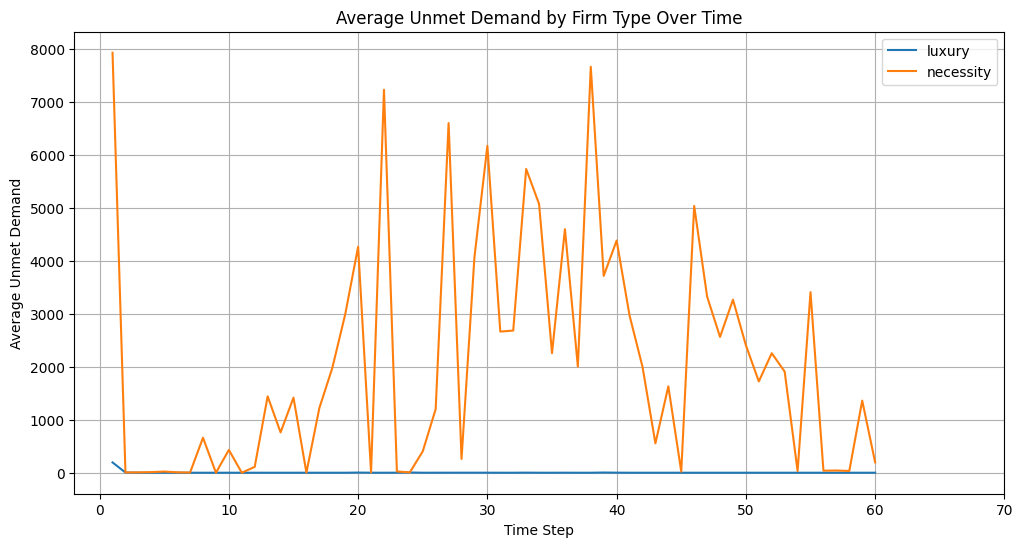 Average Unmet Demand by Firm Type Over Time
luxury
necessity
Average Unmet Demand
8000
7000
6000
5000
4000
3000
2000
1000
0
0 10 20 30 40 50 60 70
Time Step